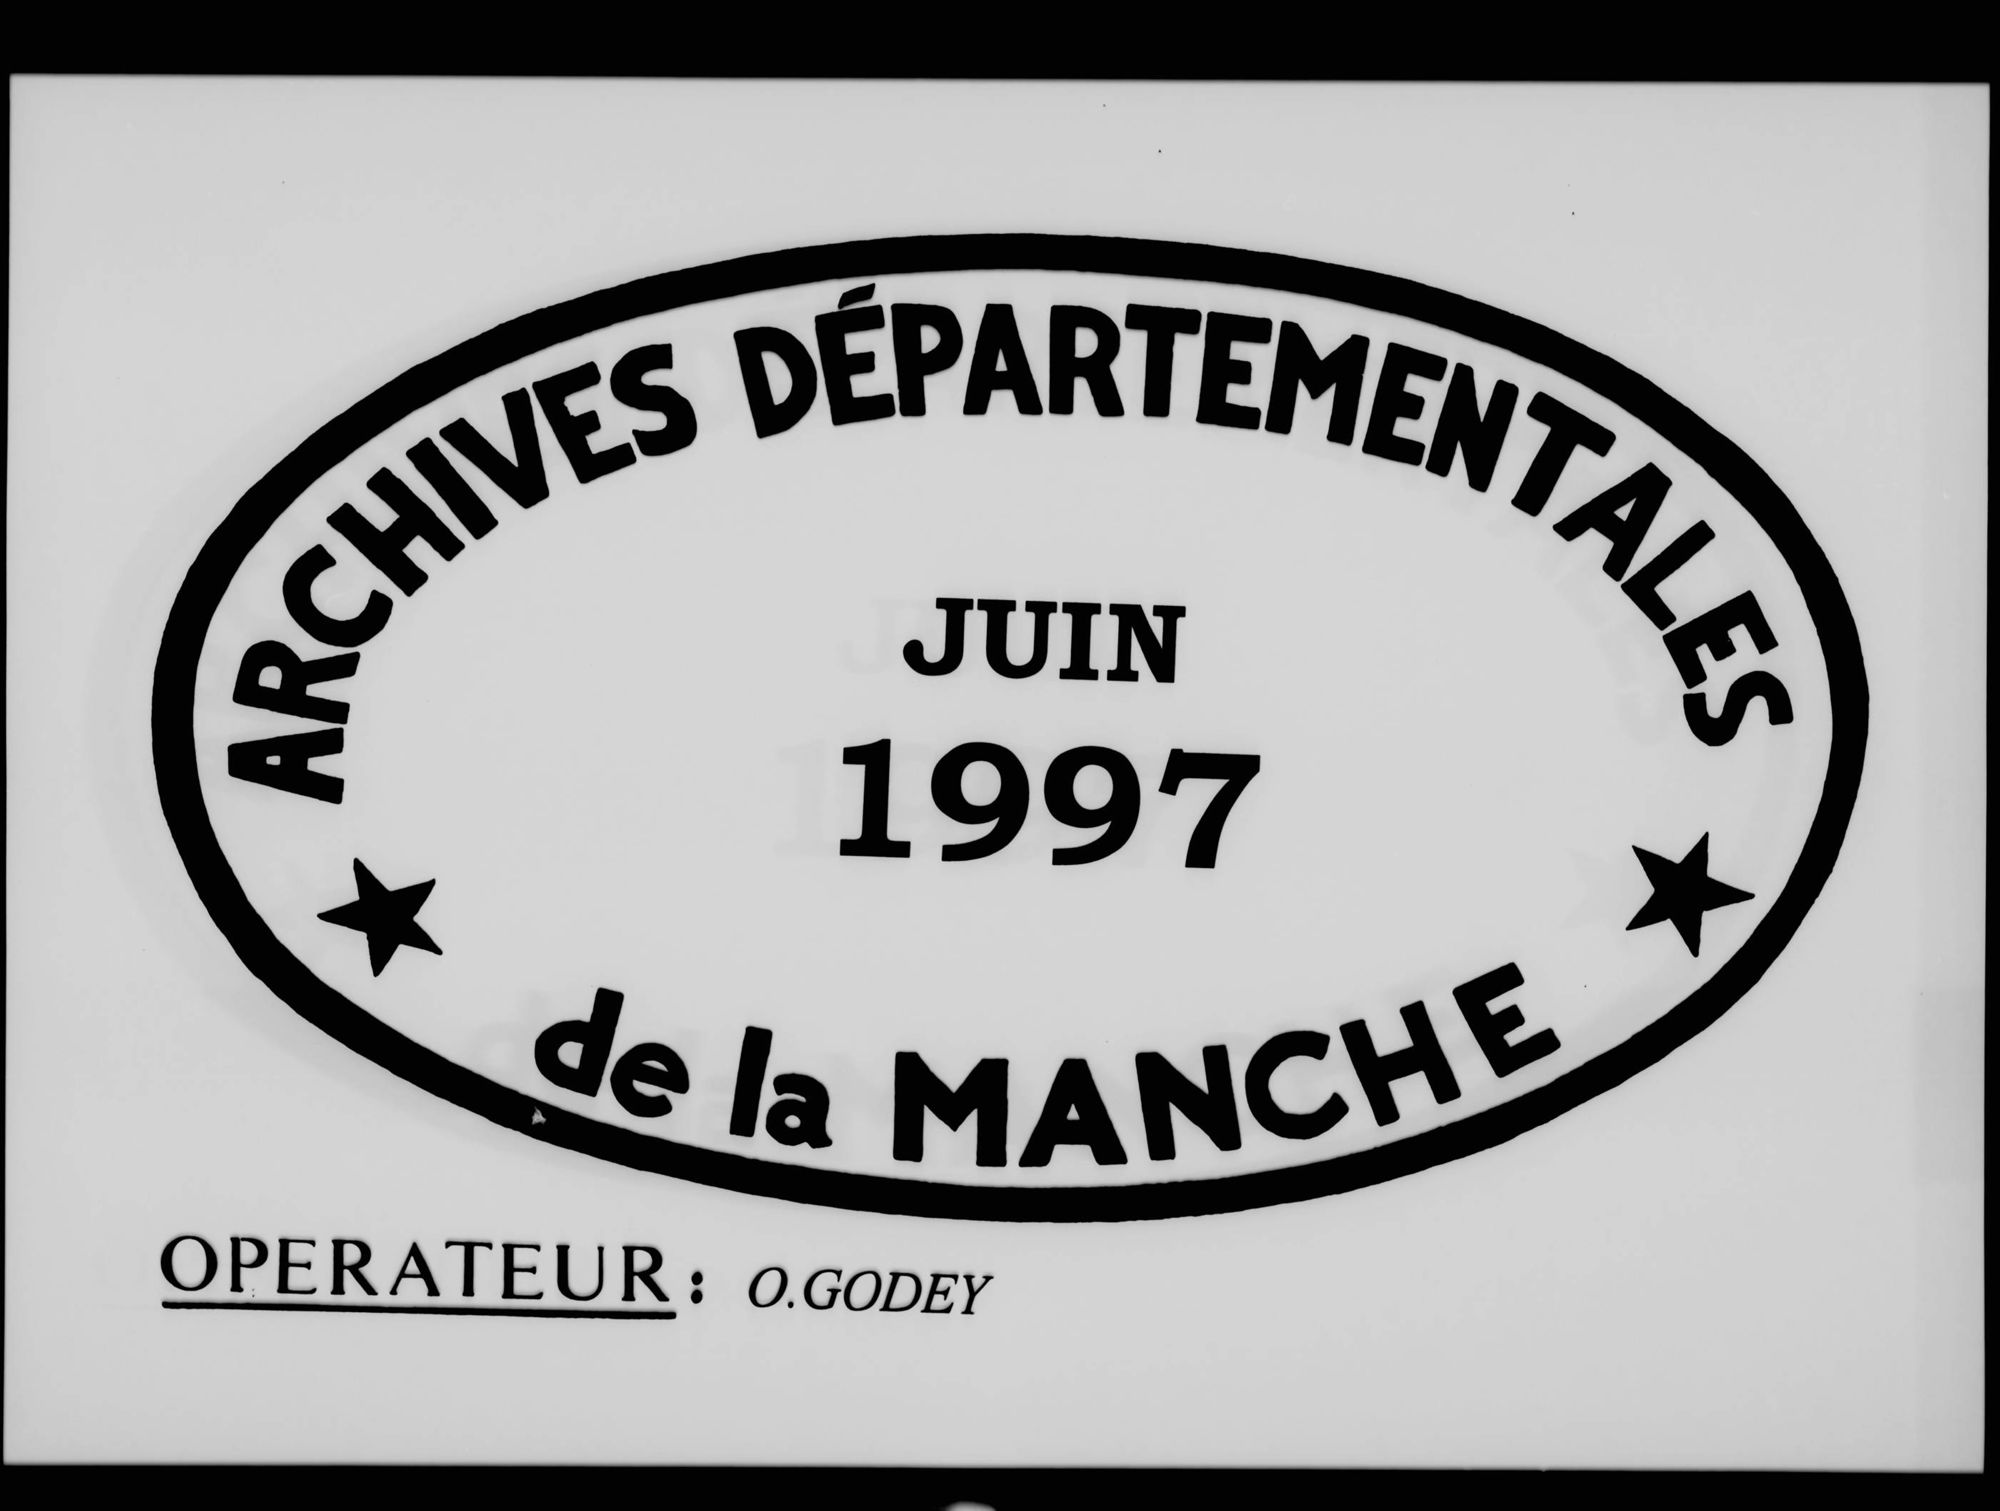 ARCHIVES DÉPARTEMENTALES
JUIN
1997
de la MANCHE
OPERATEUR: O.GODEY